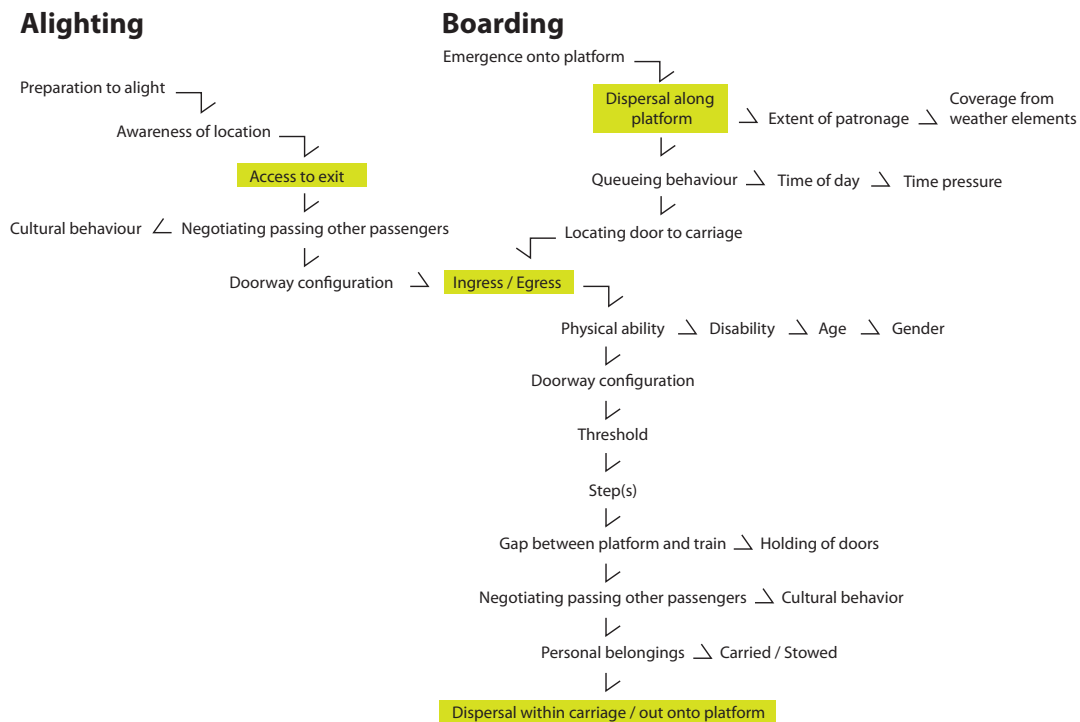 Alighting
Boarding
Emergence onto platform
Preparation to alight
Dispersal along
platform
Extent of patronage
Coverage from
weather elements
Awareness of location
Access to exit
Queueing behaviour
Time of day
Time pressure
Cultural behaviour
Negotiating passing other passengers
Locating door to carriage
Doorway configuration
Ingress / Egress
Physical ability
Disability
Age
Gender
Doorway configuration
Threshold
Step(s)
Gap between platform and train
Holding of doors
Negotiating passing other passengers
Cultural behavior
Personal belongings
Carried / Stowed
Dispersal within carriage / out onto platform